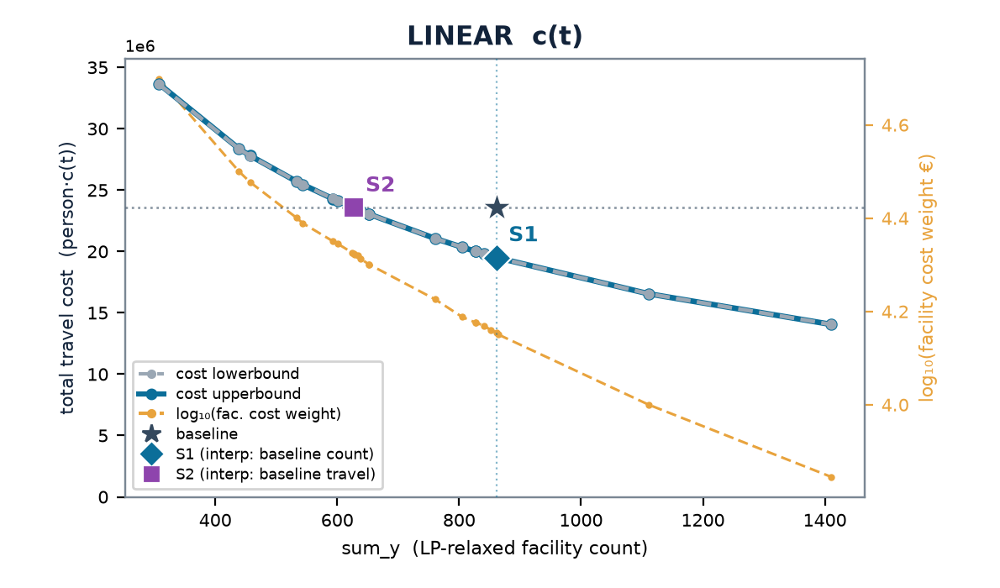 LINEAR c(t)
1e6
35
30
25
20
15
10
5
0
total travel cost (person·c(t))
400
600
800
1000
1200
1400
sum_y (LP-relaxed facility count)
4.6
4.4
4.2
4.0
log₁₀(facility cost weight €)
S2
S1
cost lowerbound
cost upperbound
log₁₀(fac. cost weight)
baseline
S1 (interp: baseline count)
S2 (interp: baseline travel)